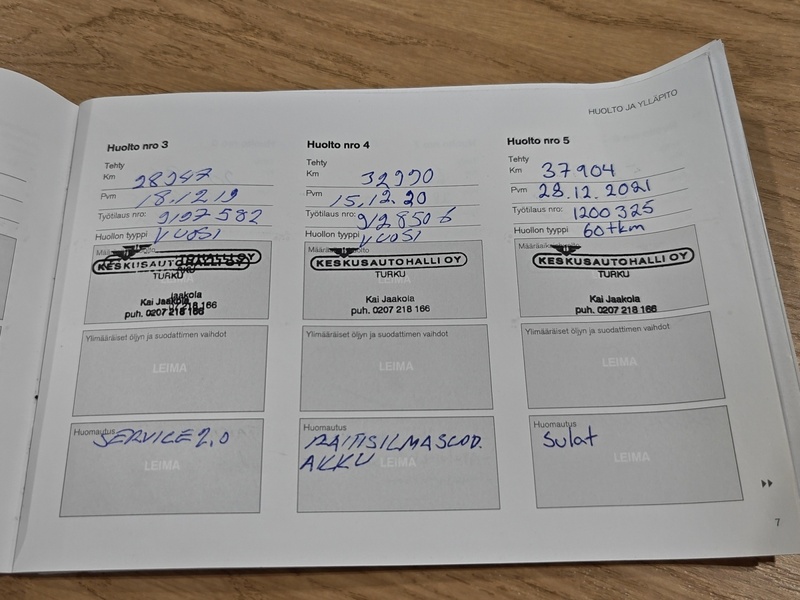 HUOLTO JA YLLÄPITO
Huolto nro 3
Tehty
Km 28947
Pvm 18.12.19
Työtilaus nro: 9127582
Huollon tyyppi VUOSI
KESKUSAUTOHALLI OY
TURKU
Kai Jaakola
puh. 0207 218 166
Ylimääräiset öljyn ja suodattimen vaihdot
LEIMA
Huomautus
SERVICE 2,0
LEIMA
Huolto nro 4
Tehty
Km 32990
Pvm 15.12.20
Työtilaus nro: 9128506
Huollon tyyppi VUOSI
KESKUSAUTOHALLI OY
TURKU
Kai Jaakola
puh. 0207 218 166
Ylimääräiset öljyn ja suodattimen vaihdot
LEIMA
Huomautus
RAITISILMASUOD.
AKKU
LEIMA
Huolto nro 5
Tehty
Km 37904
Pvm 28.12.2021
Työtilaus nro: 1200325
Huollon tyyppi 60tkm
KESKUSAUTOHALLI OY
TURKU
Kai Jaakola
puh. 0207 218 166
Ylimääräiset öljyn ja suodattimen vaihdot
LEIMA
Huomautus
Sulat
LEIMA
7